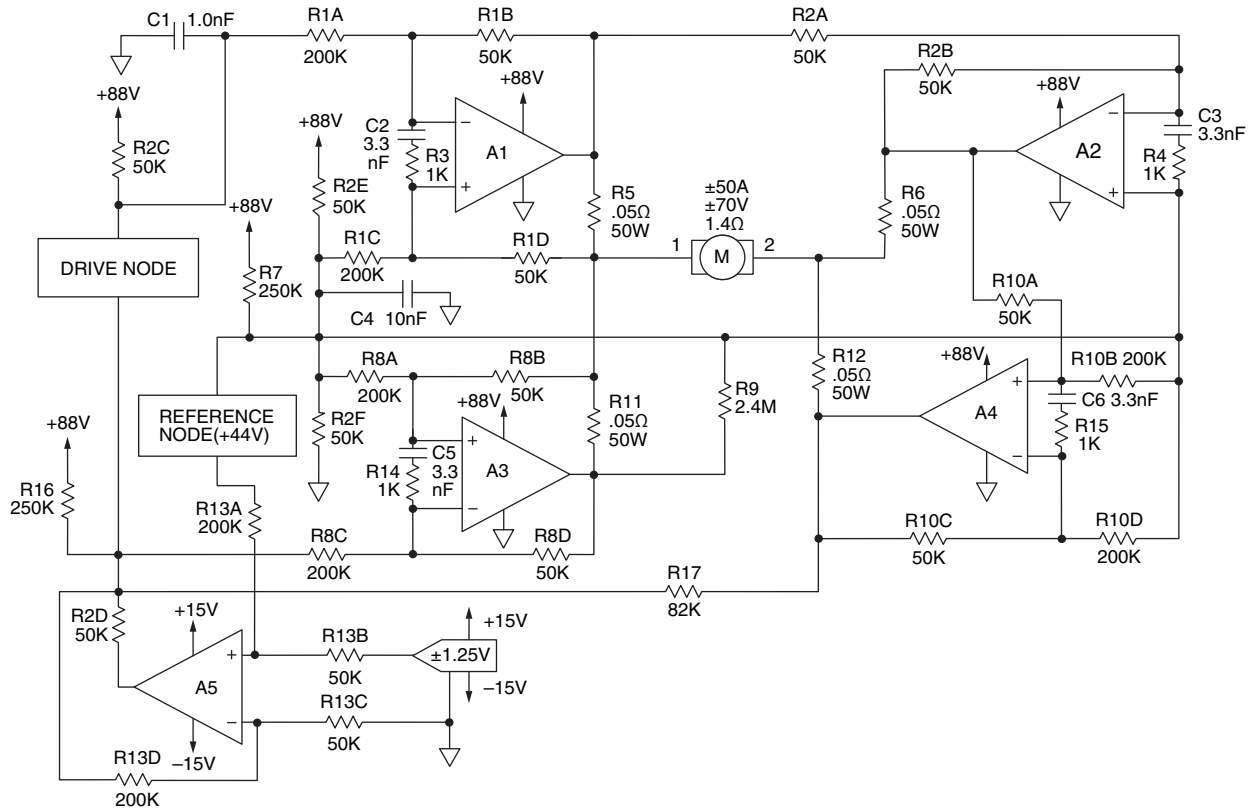 C1 1.0nF
R1A
200K
R1B
50K
R2A
50K
+88V
R2C
50K
+88V
R2E
50K
C2
3.3
nF
R3
1K
+88V
−
+
A1
R5
.05Ω
50W
±50A
±70V
1.4Ω
1
M
2
R2B
50K
+88V
−
+
A2
C3
3.3nF
R4
1K
R6
.05Ω
50W
DRIVE NODE
+88V
R7
250K
R1C
200K
R1D
50K
C4 10nF
R10A
50K
R8A
200K
R8B
50K
R9
2.4M
R12
.05Ω
50W
+88V
+
−
A4
R10B 200K
C6 3.3nF
R15
1K
REFERENCE
NODE(+44V)
R2F
50K
+88V
+
−
A3
C5
3.3
nF
R14
1K
R11
.05Ω
50W
+88V
R16
250K
R13A
200K
R8C
200K
R8D
50K
R10C
50K
R10D
200K
R17
82K
R2D
50K
+15V
+
−
A5
−15V
R13B
50K
±1.25V
+15V
−15V
R13C
50K
R13D
200K